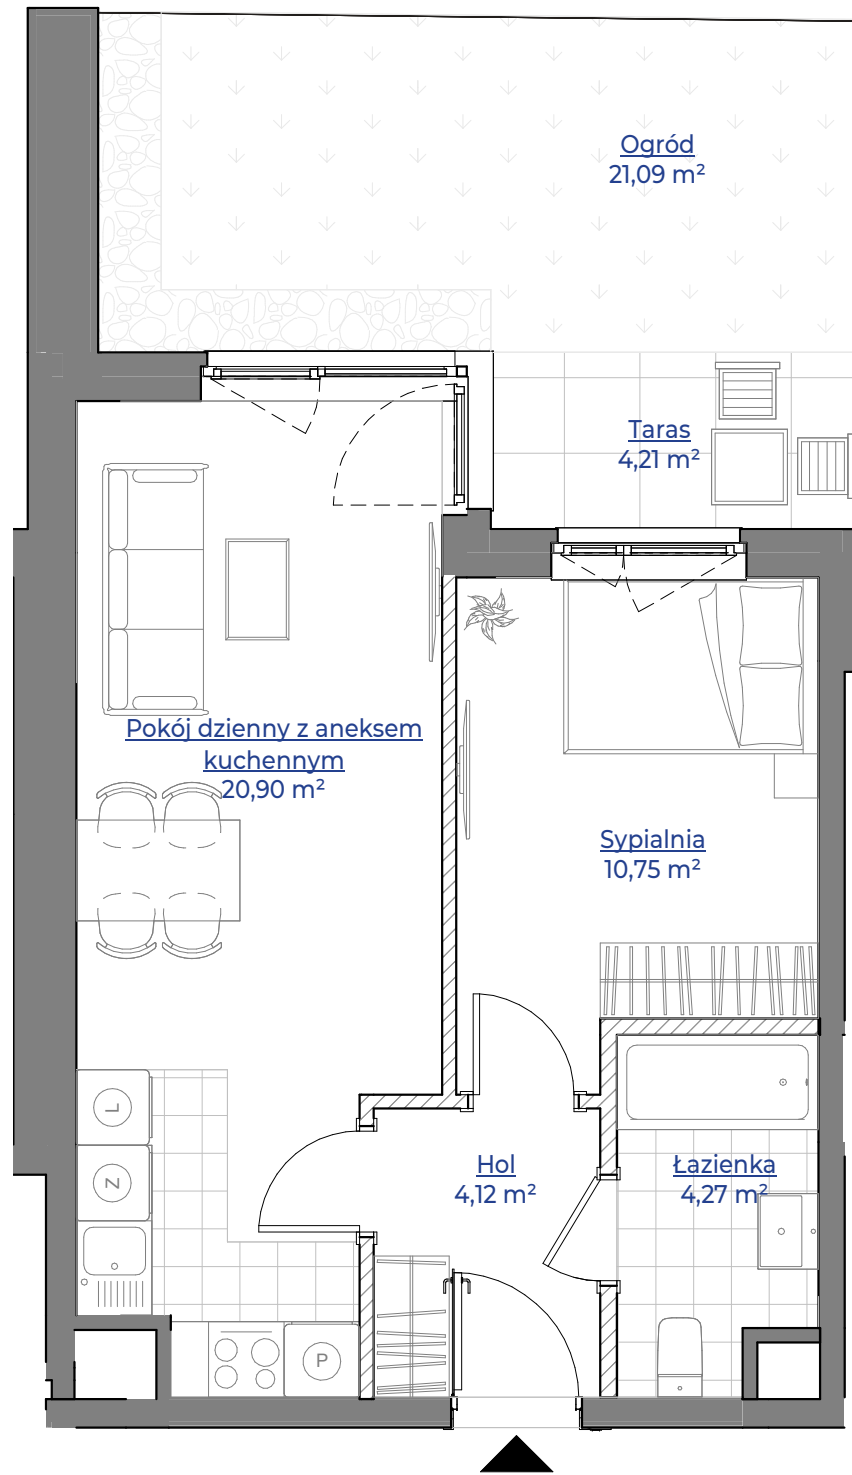 Ogród
21,09 m²
Taras
4,21 m²
Pokój dzienny z aneksem
kuchennym
20,90 m²
Sypialnia
10,75 m²
Hol
4,12 m²
Łazienka
4,27 m²
L
Z
P